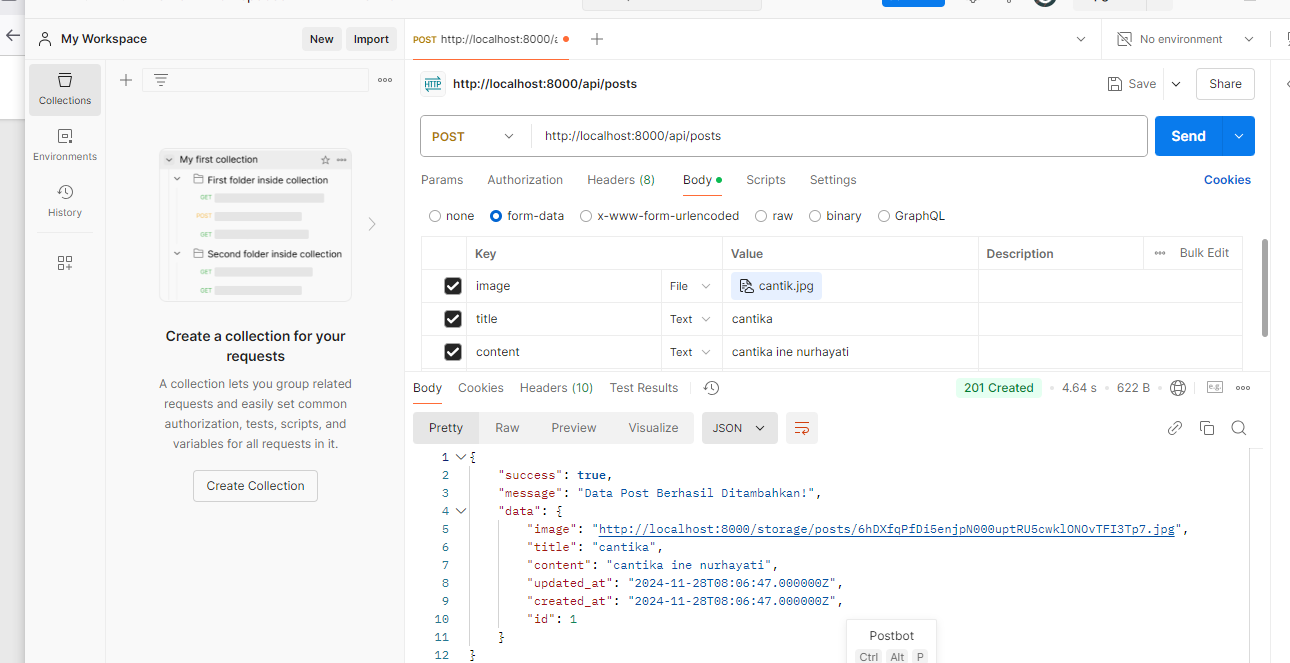 My Workspace
New
Import
POST http://localhost:8000/a
No environment
Collections
Environments
History
My first collection
First folder inside collection
GET
POST
GET
Second folder inside collection
GET
GET
Create a collection for your
requests
A collection lets you group related
requests and easily set common
authorization, tests, scripts, and
variables for all requests in it.
Create Collection
HTTP
http://localhost:8000/api/posts
Save
Share
POST
http://localhost:8000/api/posts
Send
Params Authorization Headers (8) Body Scripts Settings Cookies
none form-data x-www-form-urlencoded raw binary GraphQL
Key Value Description Bulk Edit
image File cantik.jpg
title Text cantika
content Text cantika ine nurhayati
Body Cookies Headers (10) Test Results 201 Created 4.64 s 622 B
Pretty Raw Preview Visualize JSON
1 {
2 "success": true,
3 "message": "Data Post Berhasil Ditambahkan!",
4 "data": {
5 "image": "http://localhost:8000/storage/posts/6hDXfqPfDi5enjpN000uptRU5cwklONOvTFI3Tp7.jpg",
6 "title": "cantika",
7 "content": "cantika ine nurhayati",
8 "updated_at": "2024-11-28T08:06:47.000000Z",
9 "created_at": "2024-11-28T08:06:47.000000Z",
10 "id": 1
11 }
12 }
Postbot
Ctrl Alt P